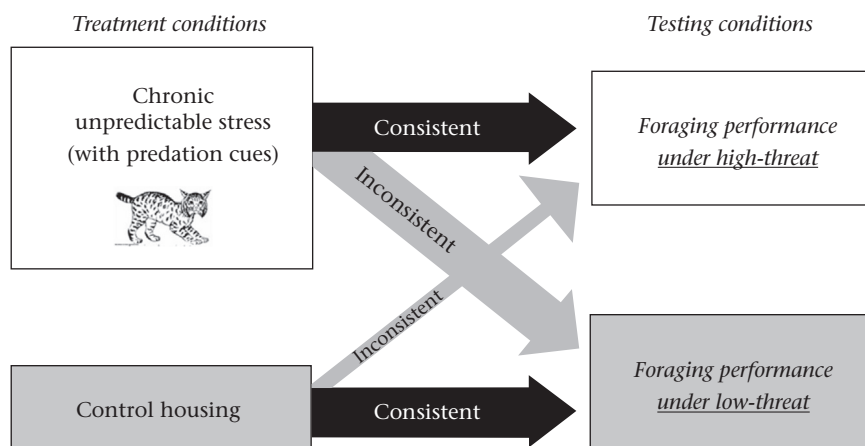 Treatment conditions
Testing conditions
Chronic
unpredictable stress
(with predation cues)
Consistent
Foraging performance
under high-threat
Inconsistent
Inconsistent
Control housing
Consistent
Foraging performance
under low-threat